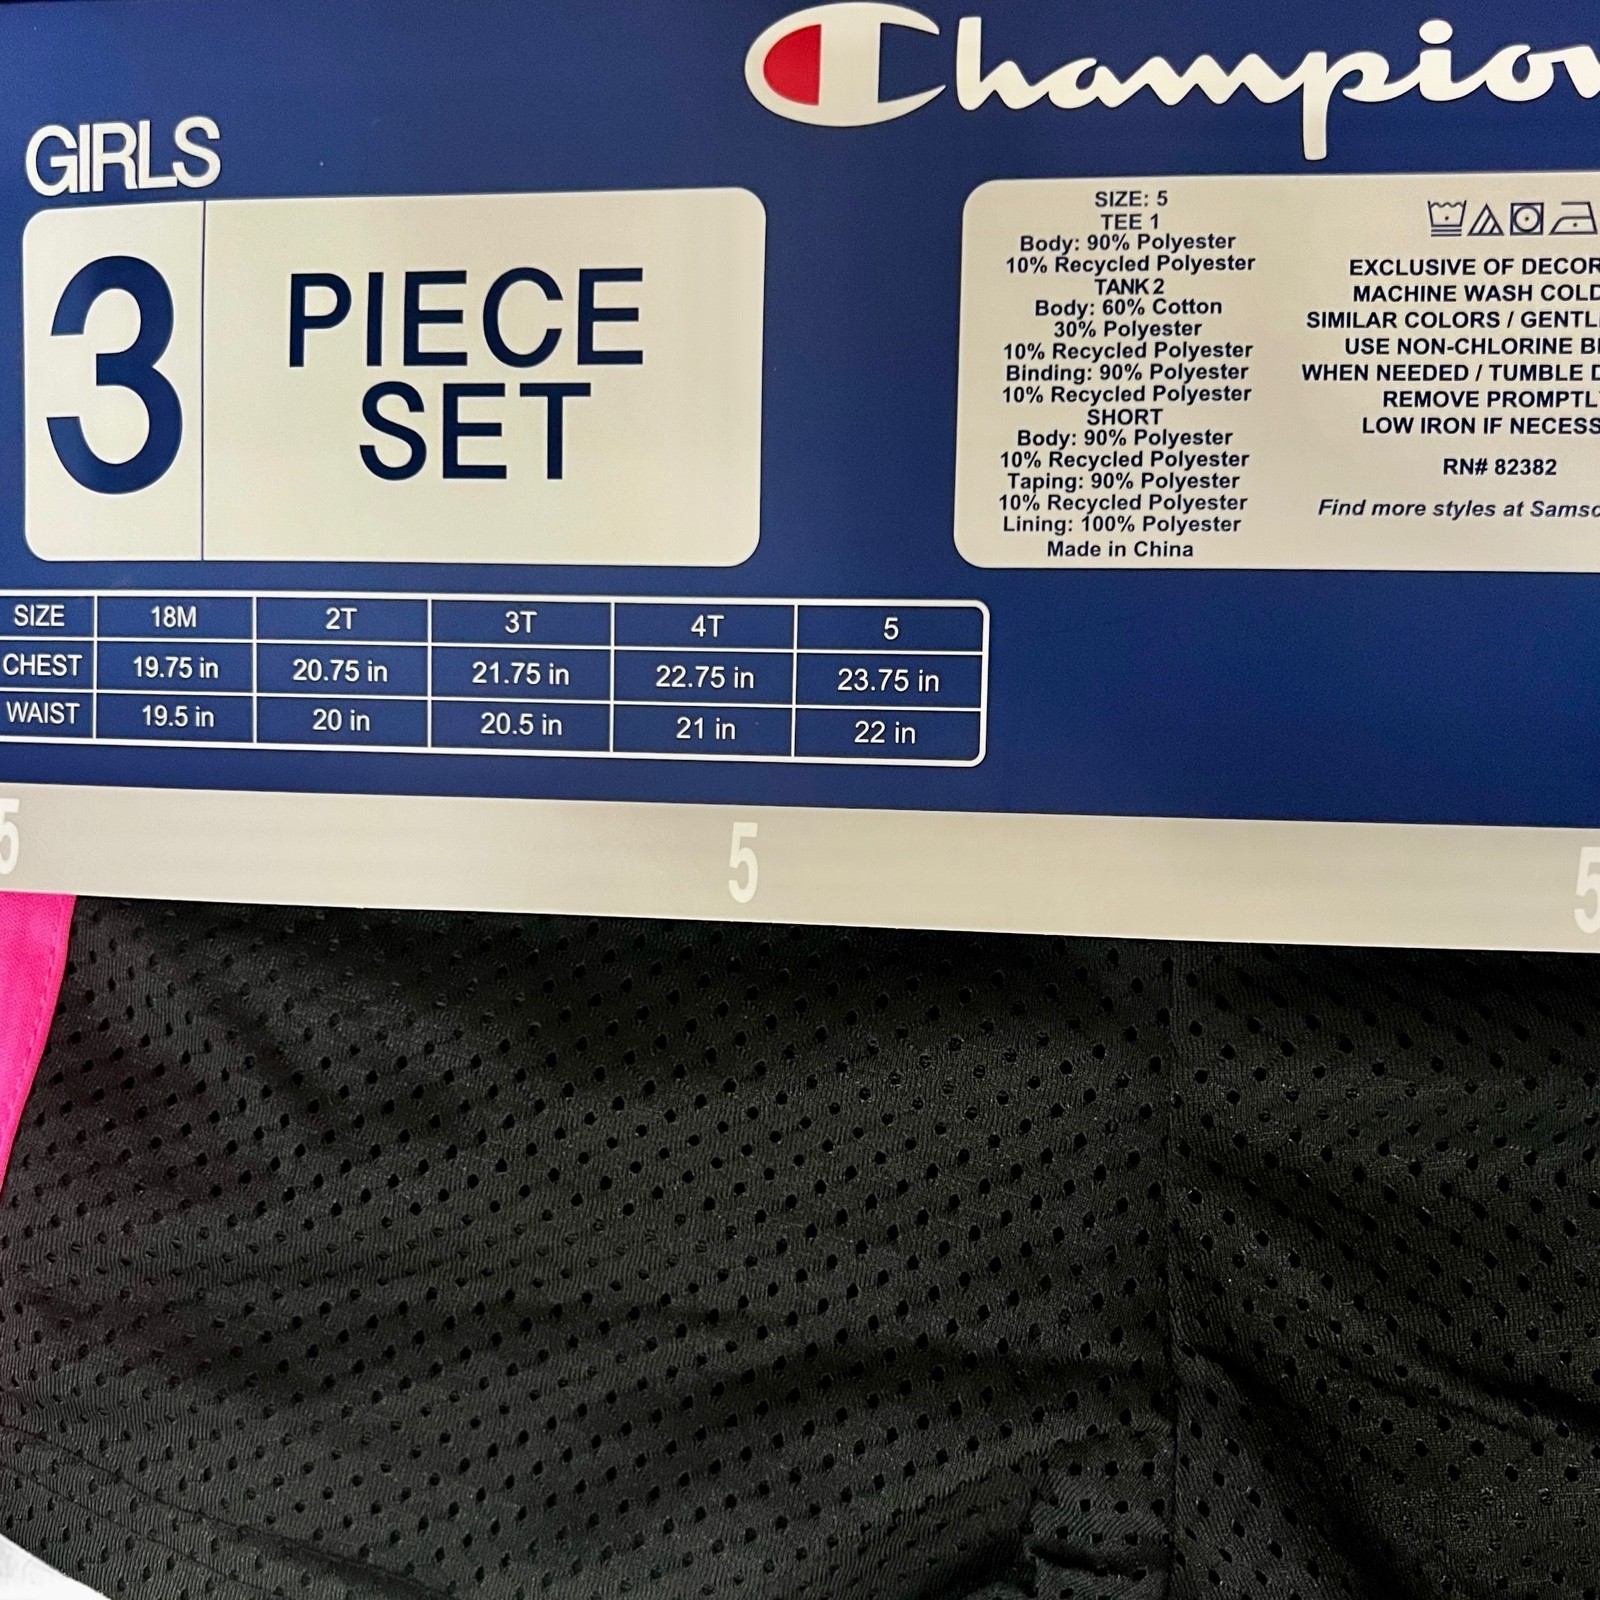 Champion
GIRLS
3
PIECE
SET
SIZE: 5
TEE 1
Body: 90% Polyester
10% Recycled Polyester
TANK 2
Body: 60% Cotton
30% Polyester
10% Recycled Polyester
Binding: 90% Polyester
10% Recycled Polyester
SHORT
Body: 90% Polyester
10% Recycled Polyester
Taping: 90% Polyester
10% Recycled Polyester
Lining: 100% Polyester
Made in China
EXCLUSIVE OF DECOR
MACHINE WASH COLD
SIMILAR COLORS / GENTL
USE NON-CHLORINE B
WHEN NEEDED / TUMBLE D
REMOVE PROMPTL
LOW IRON IF NECESS
RN# 82382
Find more styles at Samsc
SIZE 18M 2T 3T 4T 5
CHEST 19.75 in 20.75 in 21.75 in 22.75 in 23.75 in
WAIST 19.5 in 20 in 20.5 in 21 in 22 in
5 5 5